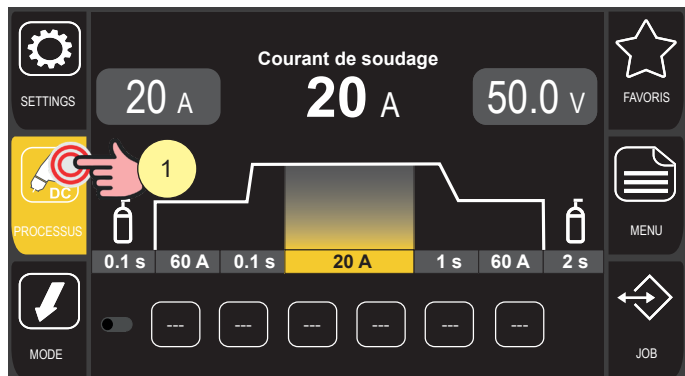 SETTINGS
Courant de soudage
20 A
20 A
50.0 V
FAVORIS
DC
PROCESSUS
1
MENU
0.1 s 60 A 0.1 s 20 A 1 s 60 A 2 s
--- --- --- --- --- ---
MODE
JOB